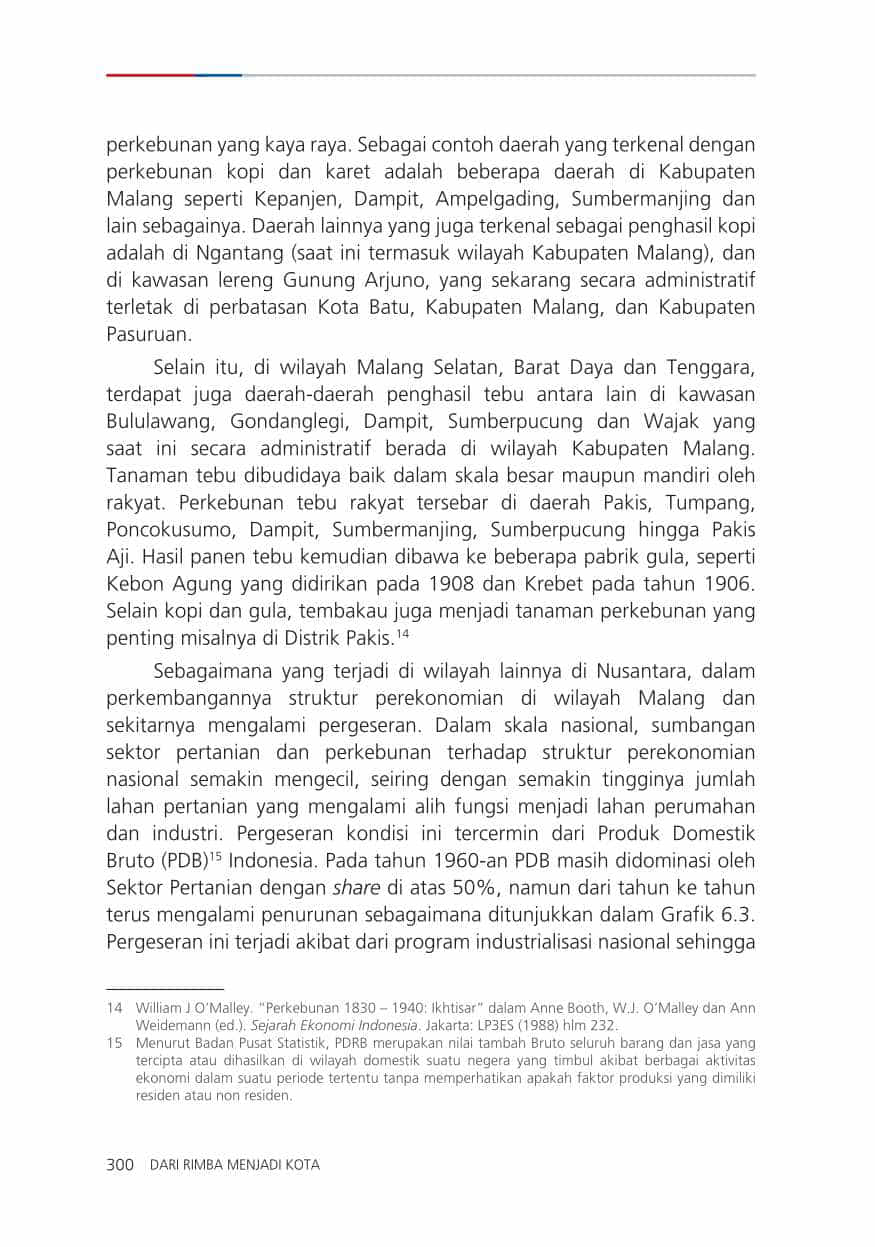 perkebunan yang kaya raya. Sebagai contoh daerah yang terkenal dengan
perkebunan kopi dan karet adalah beberapa daerah di Kabupaten
Malang seperti Kepanjen, Dampit, Ampelgading, Sumbermanjing dan
lain sebagainya. Daerah lainnya yang juga terkenal sebagai penghasil kopi
adalah di Ngantang (saat ini termasuk wilayah Kabupaten Malang), dan
di kawasan lereng Gunung Arjuno, yang sekarang secara administratif
terletak di perbatasan Kota Batu, Kabupaten Malang, dan Kabupaten
Pasuruan.
Selain itu, di wilayah Malang Selatan, Barat Daya dan Tenggara,
terdapat juga daerah-daerah penghasil tebu antara lain di kawasan
Bululawang, Gondanglegi, Dampit, Sumberpucung dan Wajak yang
saat ini secara administratif berada di wilayah Kabupaten Malang.
Tanaman tebu dibudidaya baik dalam skala besar maupun mandiri oleh
rakyat. Perkebunan tebu rakyat tersebar di daerah Pakis, Tumpang,
Poncokusumo, Dampit, Sumbermanjing, Sumberpucung hingga Pakis
Aji. Hasil panen tebu kemudian dibawa ke beberapa pabrik gula, seperti
Kebon Agung yang didirikan pada 1908 dan Krebet pada tahun 1906.
Selain kopi dan gula, tembakau juga menjadi tanaman perkebunan yang
penting misalnya di Distrik Pakis.14
Sebagaimana yang terjadi di wilayah lainnya di Nusantara, dalam
perkembangannya struktur perekonomian di wilayah Malang dan
sekitarnya mengalami pergeseran. Dalam skala nasional, sumbangan
sektor pertanian dan perkebunan terhadap struktur perekonomian
nasional semakin mengecil, seiring dengan semakin tingginya jumlah
lahan pertanian yang mengalami alih fungsi menjadi lahan perumahan
dan industri. Pergeseran kondisi ini tercermin dari Produk Domestik
Bruto (PDB)15 Indonesia. Pada tahun 1960-an PDB masih didominasi oleh
Sektor Pertanian dengan share di atas 50%, namun dari tahun ke tahun
terus mengalami penurunan sebagaimana ditunjukkan dalam Grafik 6.3.
Pergeseran ini terjadi akibat dari program industrialisasi nasional sehingga
14 William J O’Malley. “Perkebunan 1830 – 1940: Ikhtisar” dalam Anne Booth, W.J. O’Malley dan Ann
Weidemann (ed.). Sejarah Ekonomi Indonesia. Jakarta: LP3ES (1988) hlm 232.
15 Menurut Badan Pusat Statistik, PDRB merupakan nilai tambah Bruto seluruh barang dan jasa yang
tercipta atau dihasilkan di wilayah domestik suatu negera yang timbul akibat berbagai aktivitas
ekonomi dalam suatu periode tertentu tanpa memperhatikan apakah faktor produksi yang dimiliki
residen atau non residen.
300 DARI RIMBA MENJADI KOTA